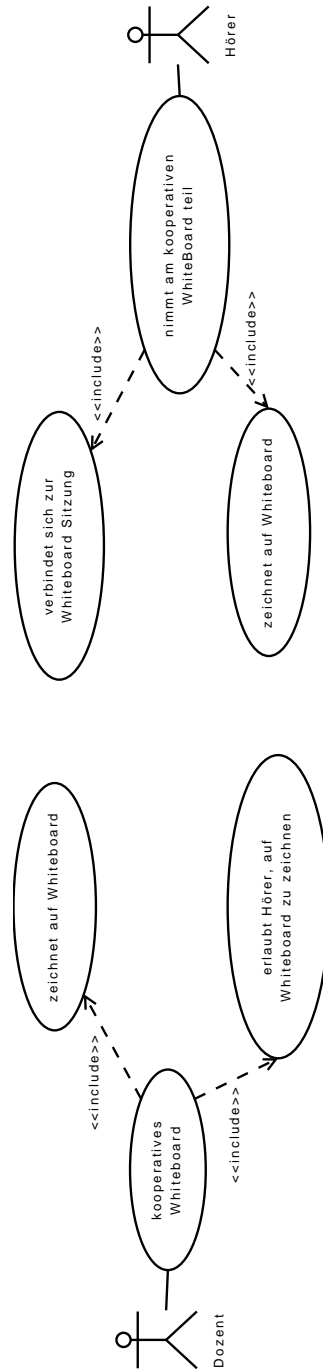 Dozent
kooperatives
Whiteboard
<<include>>
<<include>>
zeichnet auf Whiteboard
erlaubt Hörer, auf
Whiteboard zu zeichnen
verbindet sich zur
Whiteboard Sitzung
zeichnet auf Whiteboard
<<include>>
<<include>>
nimmt am kooperativen
WhiteBoard teil
Hörer